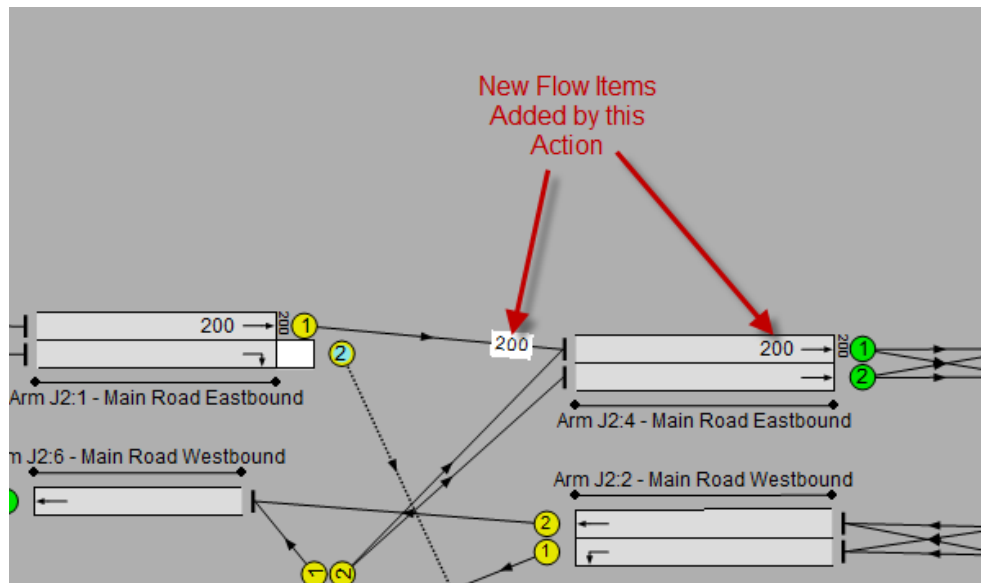 New Flow Items
Added by this
Action
200
200
1
200
2
Arm J2:1 - Main Road Eastbound
200
200
1
2
Arm J2:4 - Main Road Eastbound
m J2:6 - Main Road Westbound
Arm J2:2 - Main Road Westbound
2
1
1
2